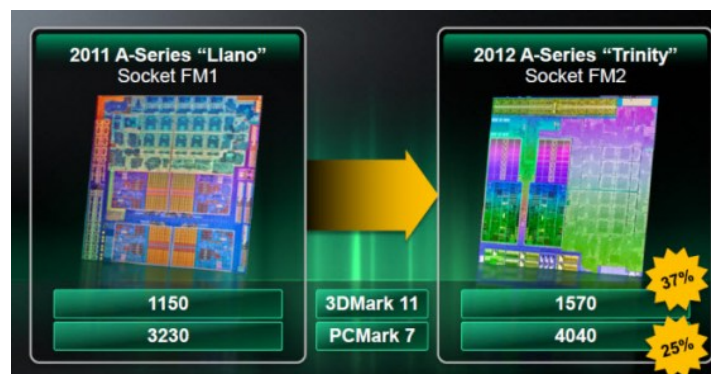 2011 A-Series “Llano”
Socket FM1
2012 A-Series “Trinity”
Socket FM2
37%
1150
3DMark 11
1570
3230
PCMark 7
4040
25%